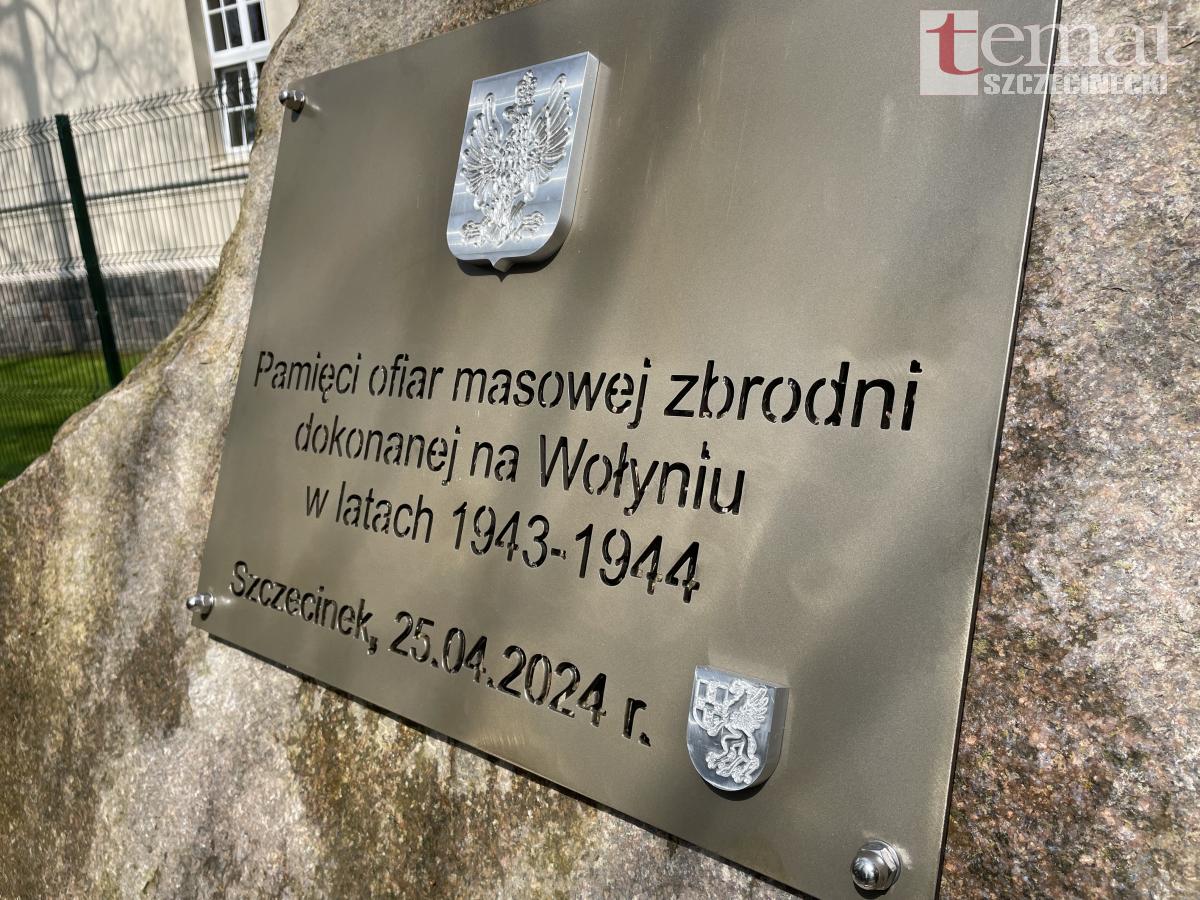 temat
SZCZECINECKI
Pamięci ofiar masowej zbrodni
dokonanej na Wołyniu
w latach 1943-1944
Szczecinek, 25.04.2024 r.